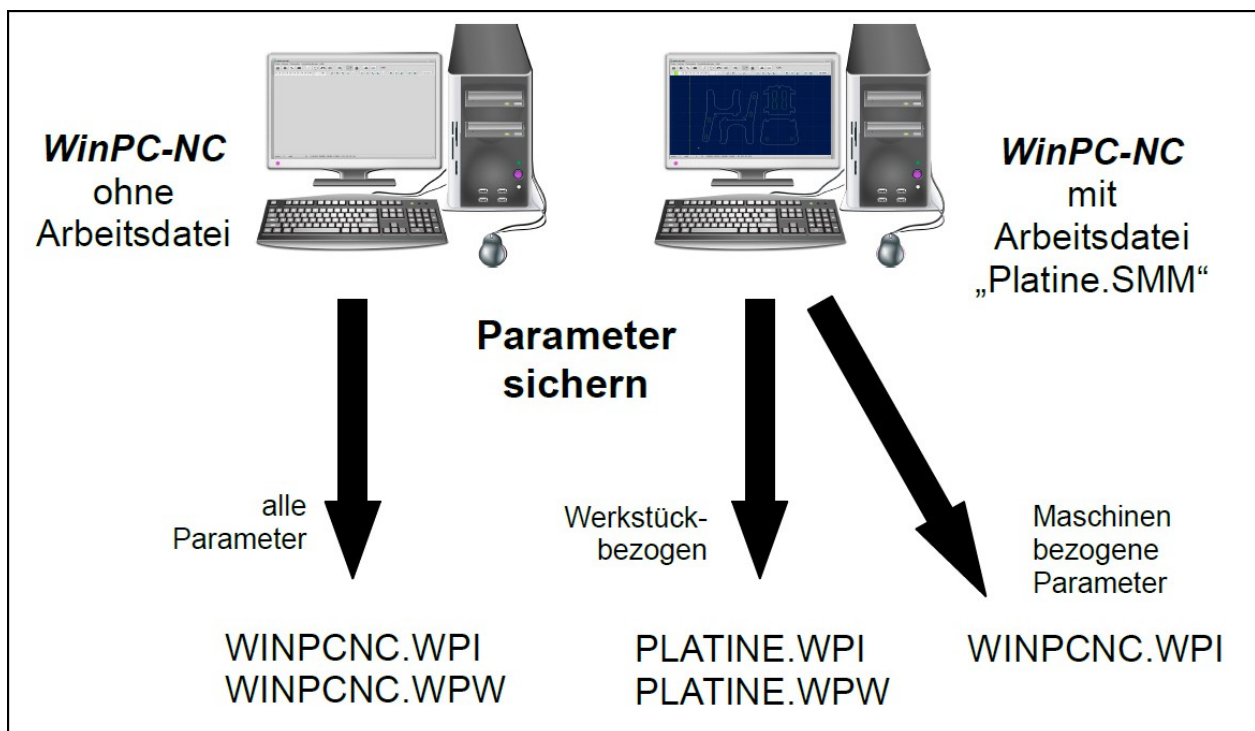 WinPC-NC
ohne
Arbeitsdatei
WinPC-NC
mit
Arbeitsdatei
„Platine.SMM“
Parameter
sichern
alle
Parameter
Werkstück-
bezogen
Maschinen
bezogene
Parameter
WINPCNC.WPI
WINPCNC.WPW
PLATINE.WPI
PLATINE.WPW
WINPCNC.WPI